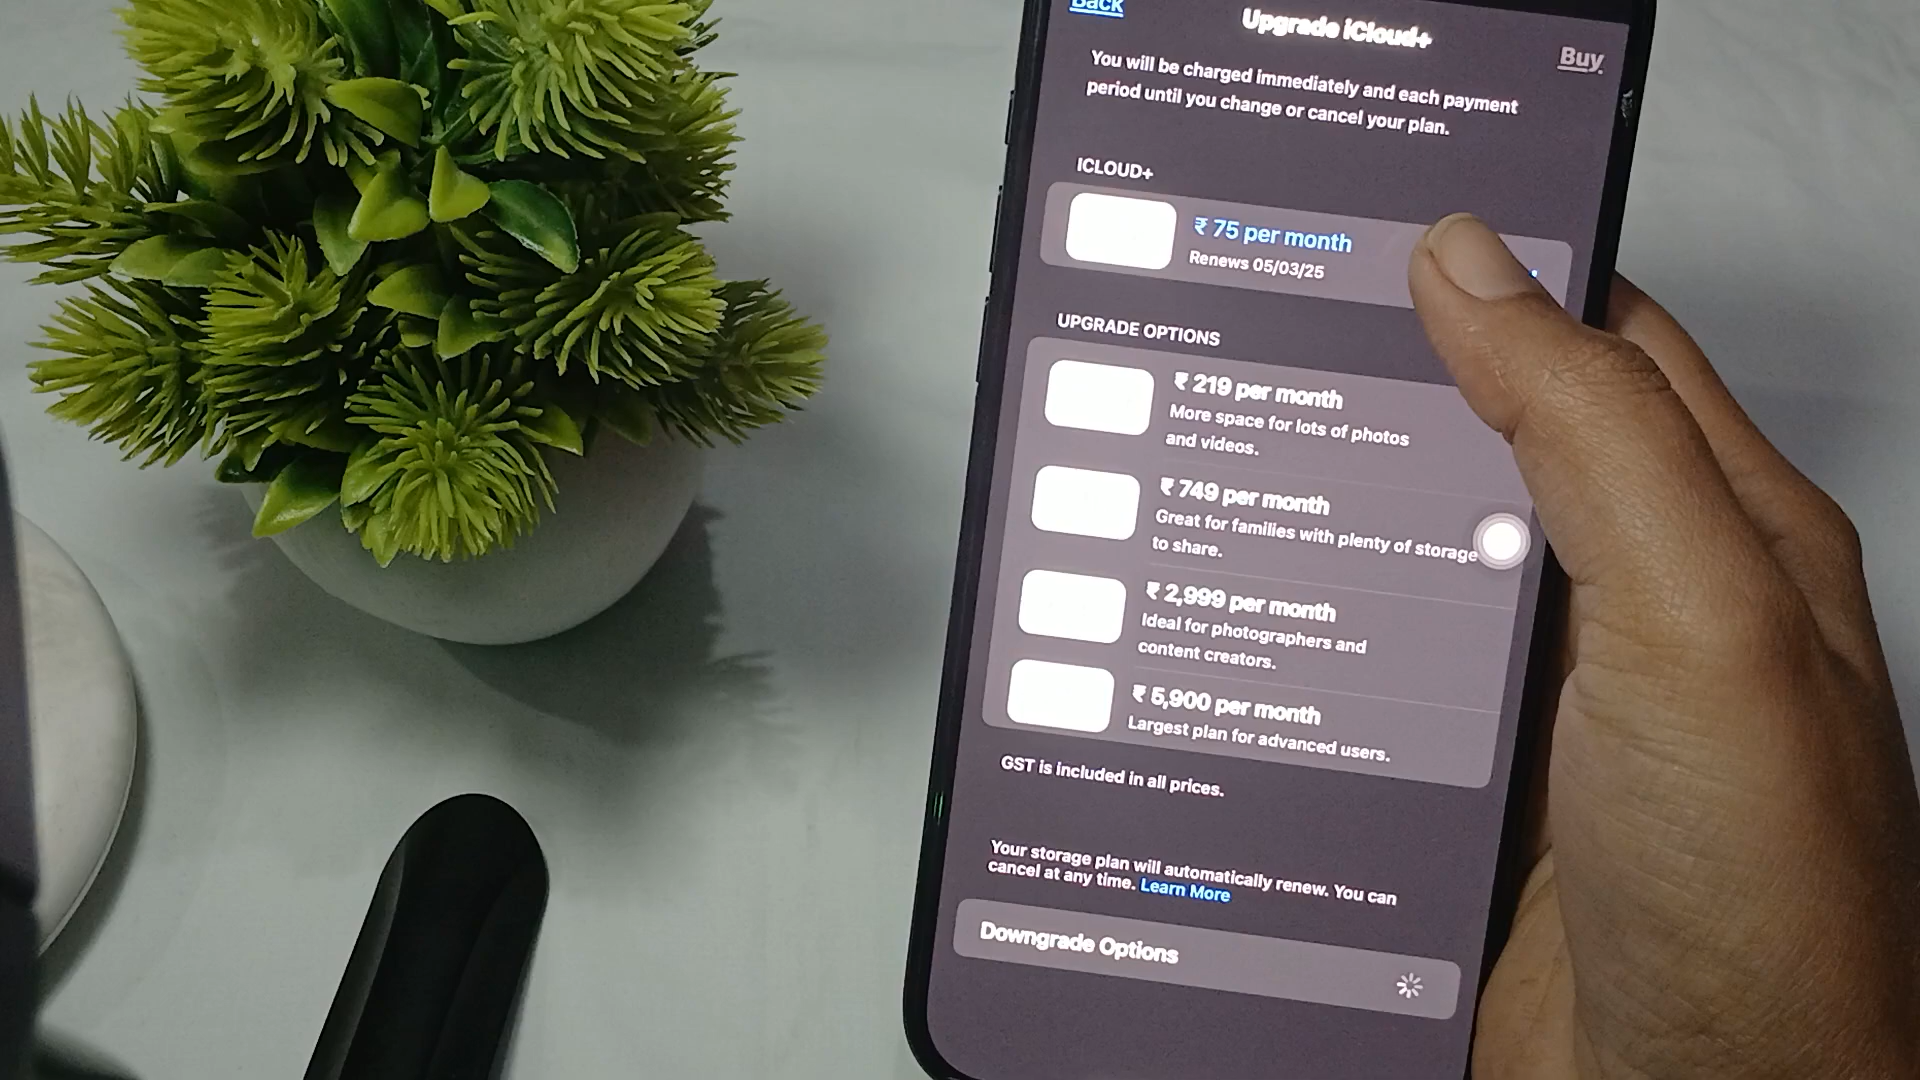 Back
Upgrade iCloud+
Buy
You will be charged immediately and each payment
period until you change or cancel your plan.
ICLOUD+
₹ 75 per month
Renews 05/03/25
UPGRADE OPTIONS
₹ 219 per month
More space for lots of photos
and videos.
₹ 749 per month
Great for families with plenty of storage
to share.
₹ 2,999 per month
Ideal for photographers and
content creators.
₹ 5,900 per month
Largest plan for advanced users.
GST is included in all prices.
Your storage plan will automatically renew. You can
cancel at any time. Learn More
Downgrade Options